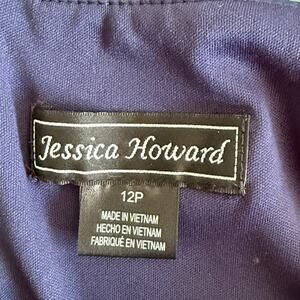 Jessica Howard
12P
MADE IN VIETNAM
HECHO EN VIETNAM
FABRIQUÉ EN VIETNAM